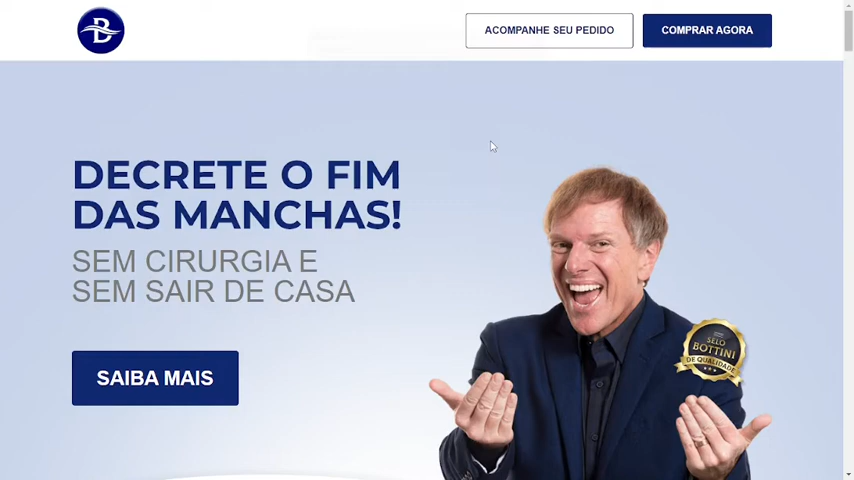 B
ACOMPANHE SEU PEDIDO
COMPRAR AGORA
DECRETE O FIM
DAS MANCHAS!
SEM CIRURGIA E
SEM SAIR DE CASA
SAIBA MAIS
SELO
BOTTINI
DE QUALIDADE